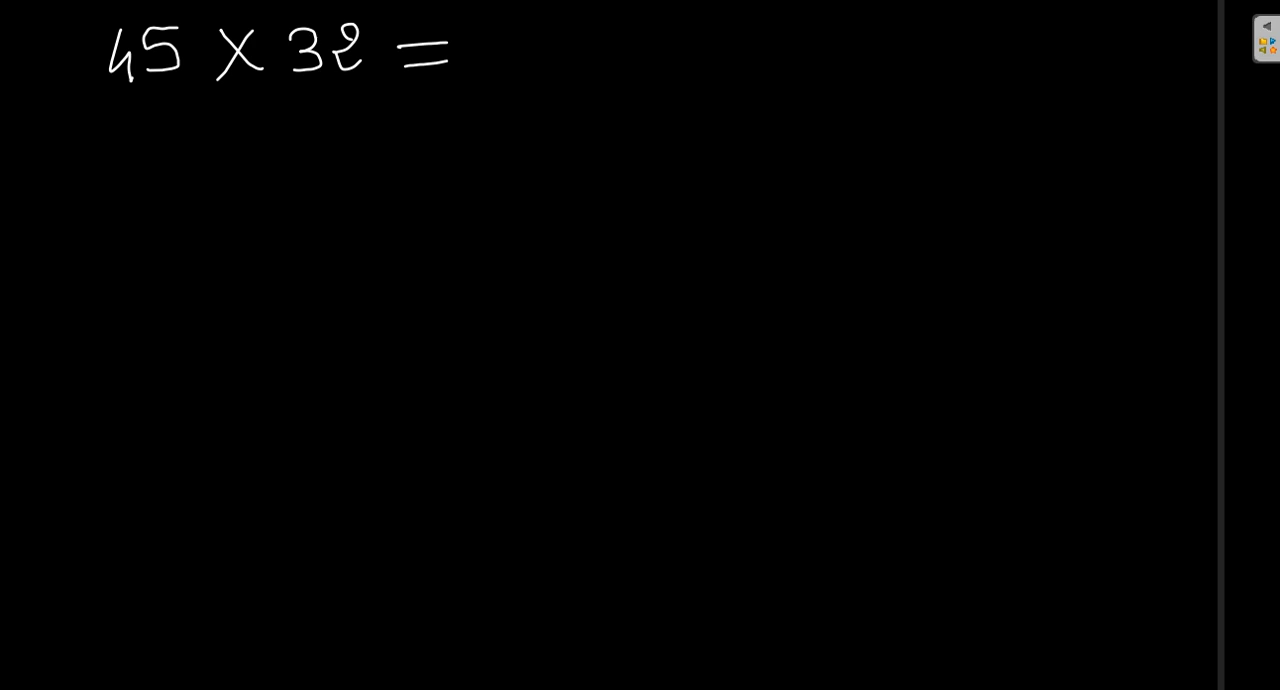 45 × 32 =